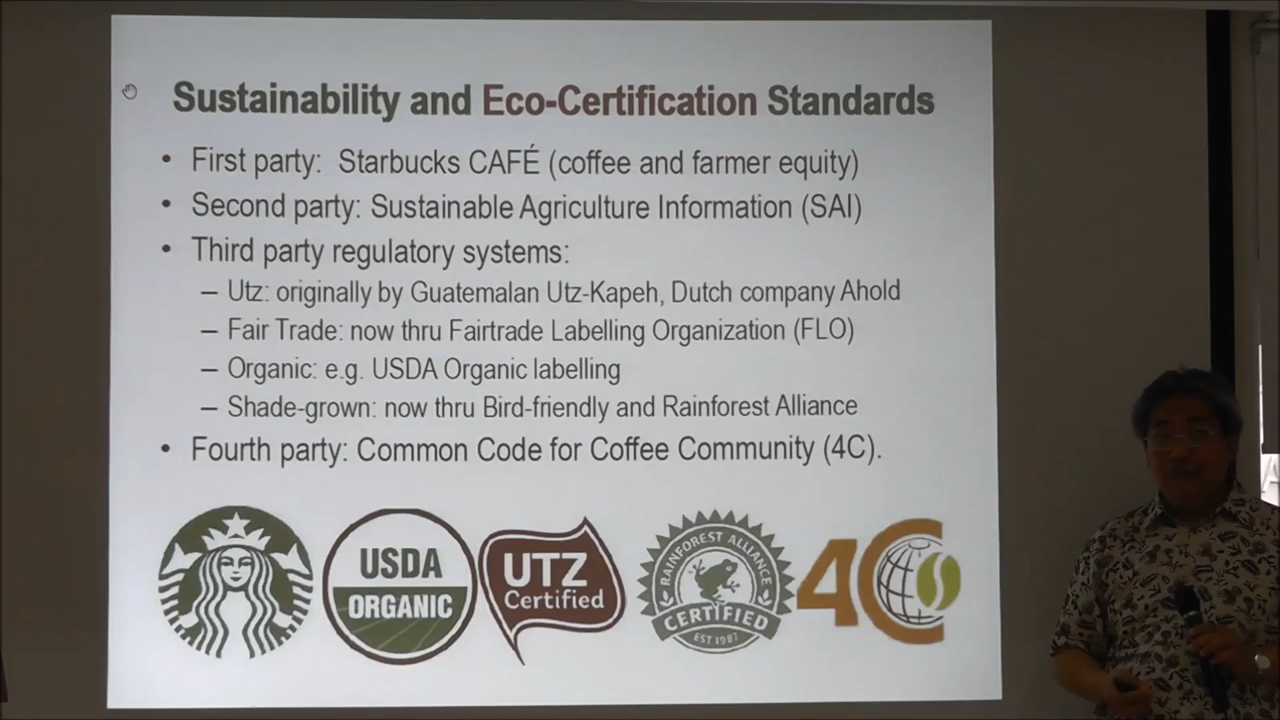 Sustainability and Eco-Certification Standards
• First party: Starbucks CAFÉ (coffee and farmer equity)
• Second party: Sustainable Agriculture Information (SAI)
• Third party regulatory systems:
– Utz: originally by Guatemalan Utz-Kapeh, Dutch company Ahold
– Fair Trade: now thru Fairtrade Labelling Organization (FLO)
– Organic: e.g. USDA Organic labelling
– Shade-grown: now thru Bird-friendly and Rainforest Alliance
• Fourth party: Common Code for Coffee Community (4C).
USDA
ORGANIC
UTZ
Certified
RAINFOREST ALLIANCE
CERTIFIED
EST 1987
4C